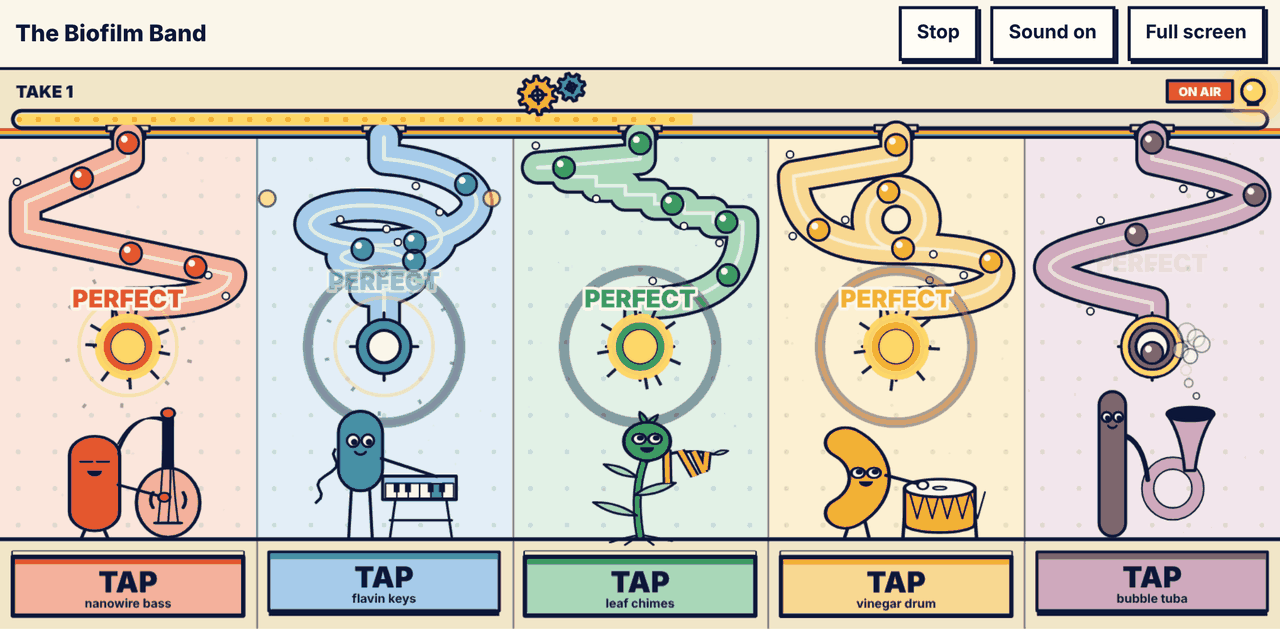 The Biofilm Band
Stop
Sound on
Full screen
TAKE 1
ON AIR
PERFECT
PERFECT
PERFECT
PERFECT
PERFECT
TAP
nanowire bass
TAP
flavin keys
TAP
leaf chimes
TAP
vinegar drum
TAP
bubble tuba